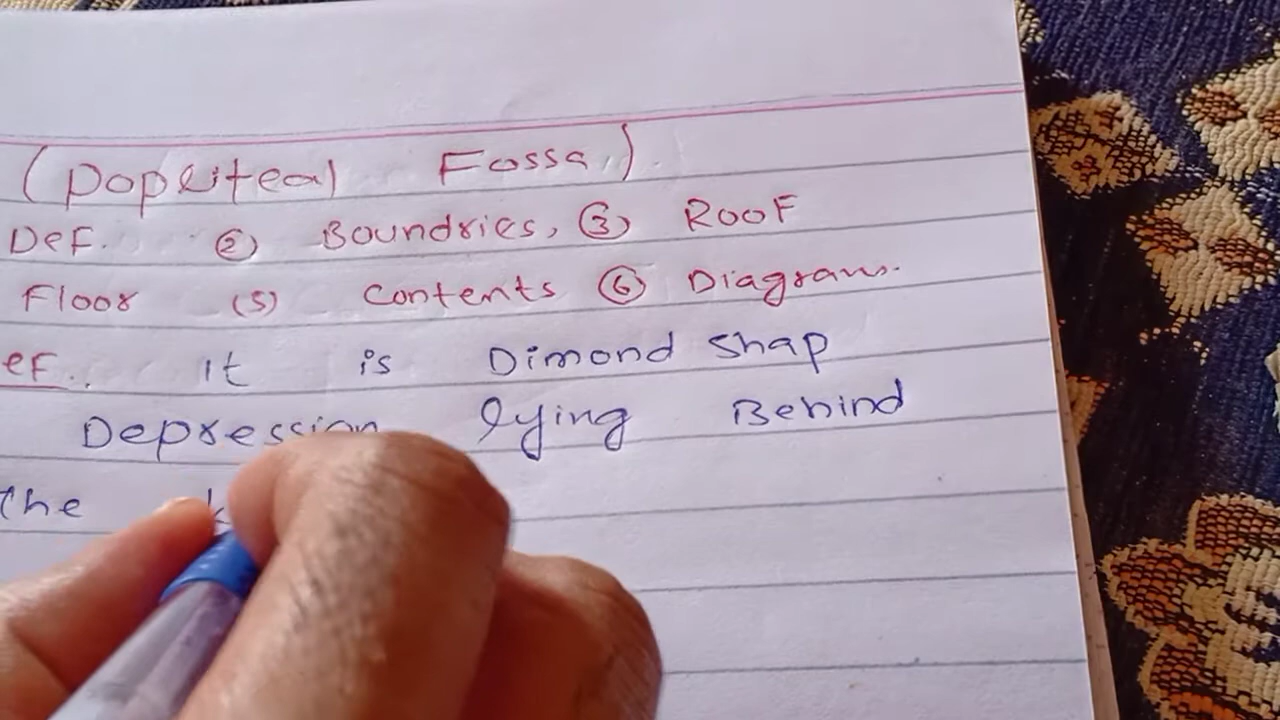 (Popliteal Fossa)
Def. ② Boundries, ③ Roof
Floor (5) Contents ⑥ Diagram.
ef. It is Dimond shap
Depression lying Behind
the k